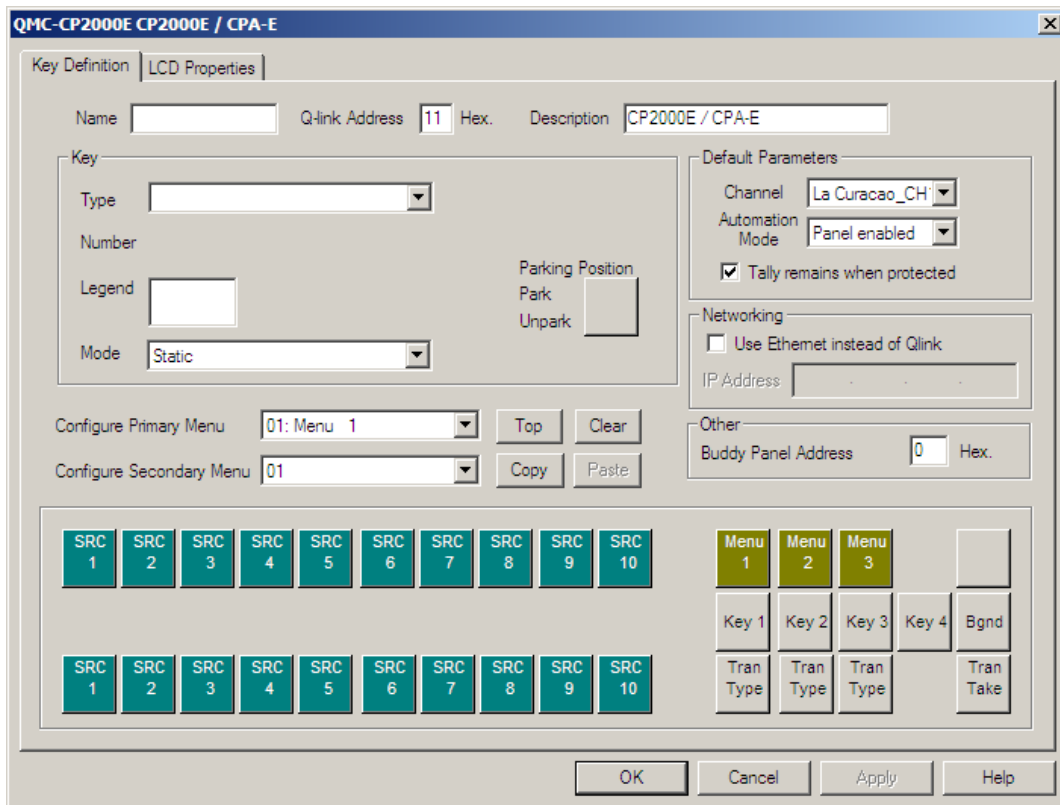 QMC-CP2000E CP2000E / CPA-E
Key Definition LCD Properties
Name Q-link Address 11 Hex. Description CP2000E / CPA-E
Key
Type
Number
Legend
Mode Static
Parking Position
Park
Unpark
Default Parameters
Channel La Curacao_CH
Automation
Mode Panel enabled
Tally remains when protected
Networking
Use Ethernet instead of Qlink
IP Address . . .
Other
Buddy Panel Address 0 Hex.
Configure Primary Menu 01: Menu 1 Top Clear
Configure Secondary Menu 01 Copy Paste
SRC SRC SRC SRC SRC SRC SRC SRC SRC SRC Menu Menu Menu
1 2 3 4 5 6 7 8 9 10 1 2 3
Key 1 Key 2 Key 3 Key 4 Bgnd
SRC SRC SRC SRC SRC SRC SRC SRC SRC SRC Tran Tran Tran Tran
1 2 3 4 5 6 7 8 9 10 Type Type Type Take
OK Cancel Apply Help